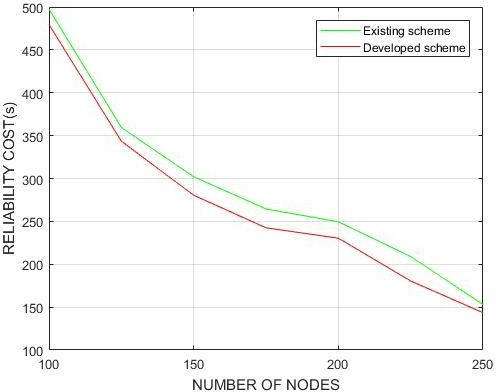 500
450
400
350
300
250
200
150
100
RELIABILITY COST(s)
Existing scheme
Developed scheme
100 150 200 250
NUMBER OF NODES